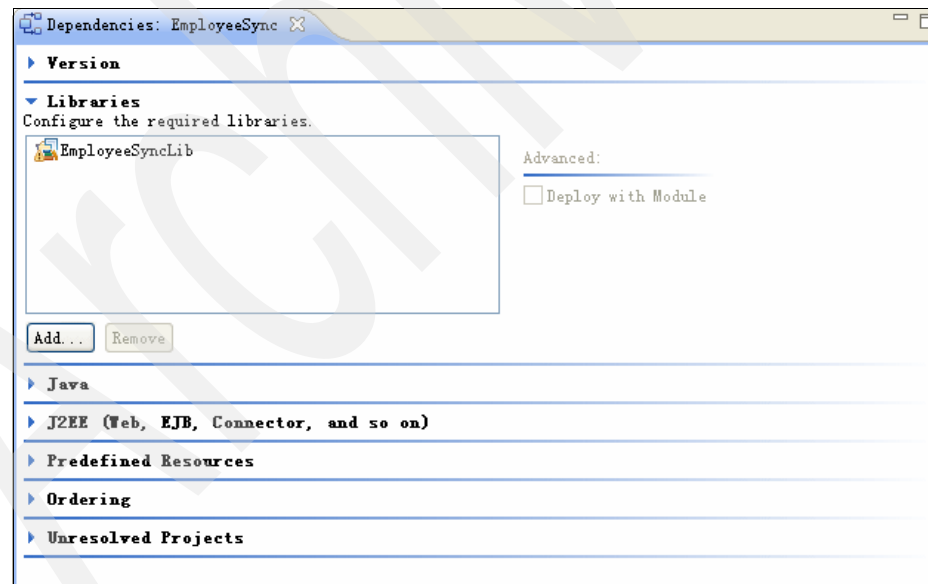 Dependencies: EmployeeSync
Version
Libraries
Configure the required libraries.
EmployeeSyncLib
Advanced:
Deploy with Module
Add... Remove
Java
J2EE (Web, EJB, Connector, and so on)
Predefined Resources
Ordering
Unresolved Projects